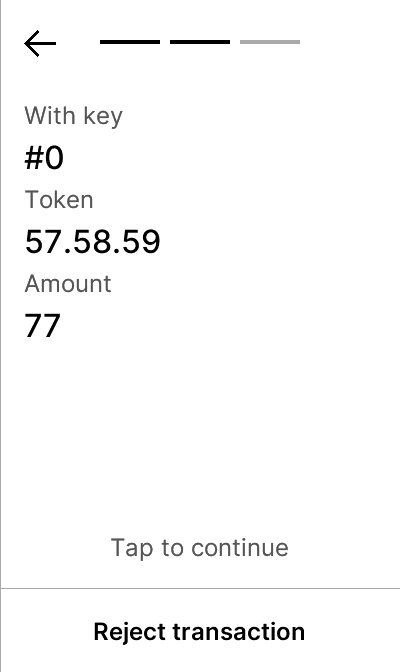 With key
#0
Token
57.58.59
Amount
77
Tap to continue
Reject transaction